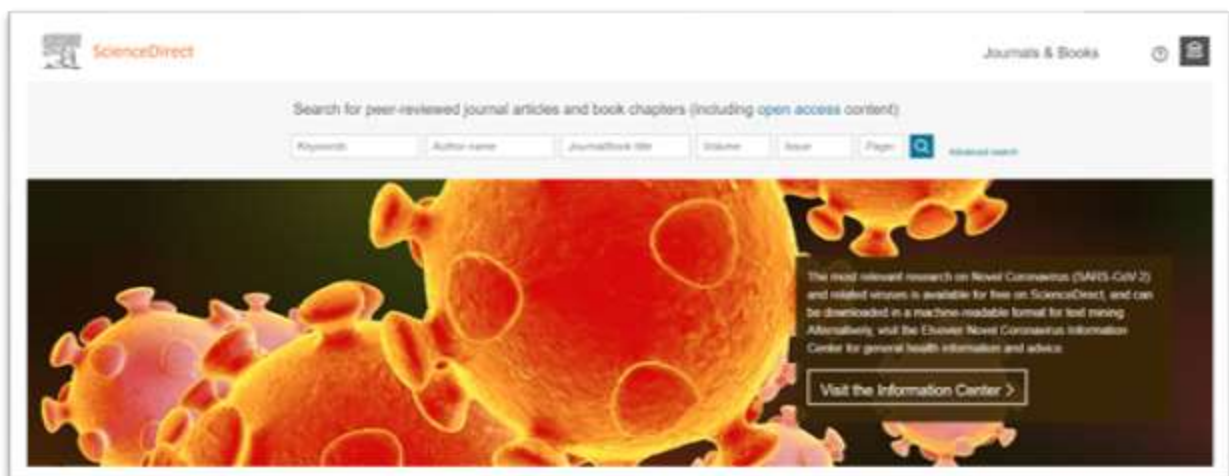 ScienceDirect
Journals & Books
Search for peer-reviewed journal articles and book chapters (including open access content)
Keywords Author name Journal/Book title Volume Issue Page Advanced search
The most relevant research on Novel Coronavirus (SARS-CoV-2)
and related viruses is available for free on ScienceDirect, and can
be downloaded in a machine-readable format for text mining.
Alternatively, visit the Elsevier Novel Coronavirus Information
Center for general health information and advice.
Visit the Information Center >